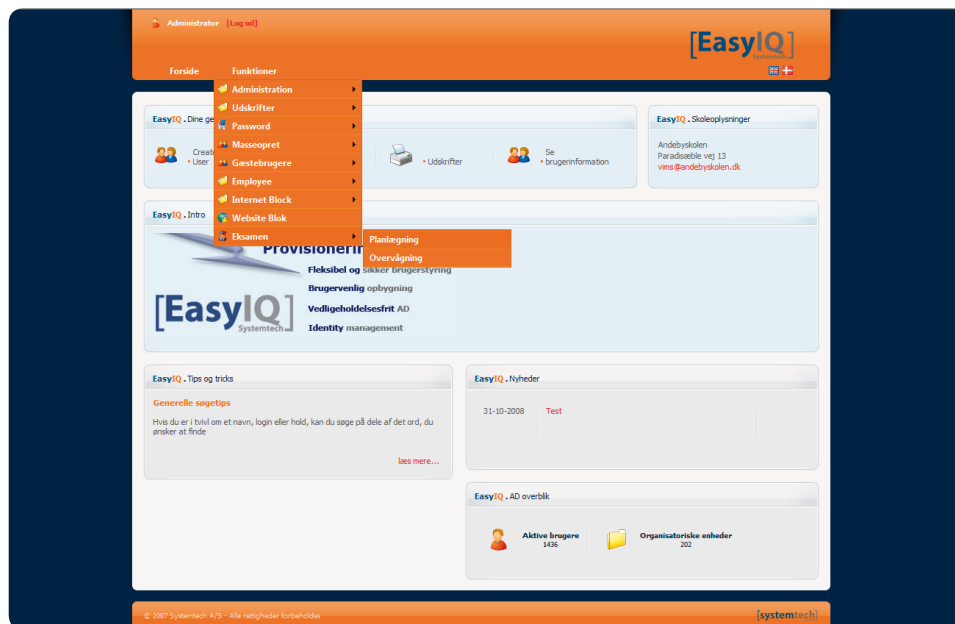 Administrator [Log ud]
[EasyIQ]
Systemtech
Forside Funktioner
Administration
Udskrifter
Password
Masseopret
Gæstebrugere
Employee
Internet Block
Website Blok
Eksamen
Planlægning
Overvågning
EasyIQ . Dine ge
Create
• User
• Udskrifter
Se
• brugerinformation
EasyIQ . Skoleoplysninger
Andebyskolen
Paradisæble vej 13
vims@andebyskolen.dk
EasyIQ . Intro
Fleksibel og sikker brugerstyring
Brugervenlig opbygning
Vedligeholdelsesfrit AD
Identity management
[EasyIQ]
Systemtech
EasyIQ . Tips og tricks
Generelle søgetips
Hvis du er i tvivl om et navn, login eller hold, kan du søge på dele af det ord, du
ønsker at finde
læs mere...
EasyIQ . Nyheder
31-10-2008 Test
EasyIQ . AD overblik
Aktive brugere
1436
Organisatoriske enheder
202
© 2007 Systemtech A/S - Alle rettigheder forbeholdes
[systemtech]